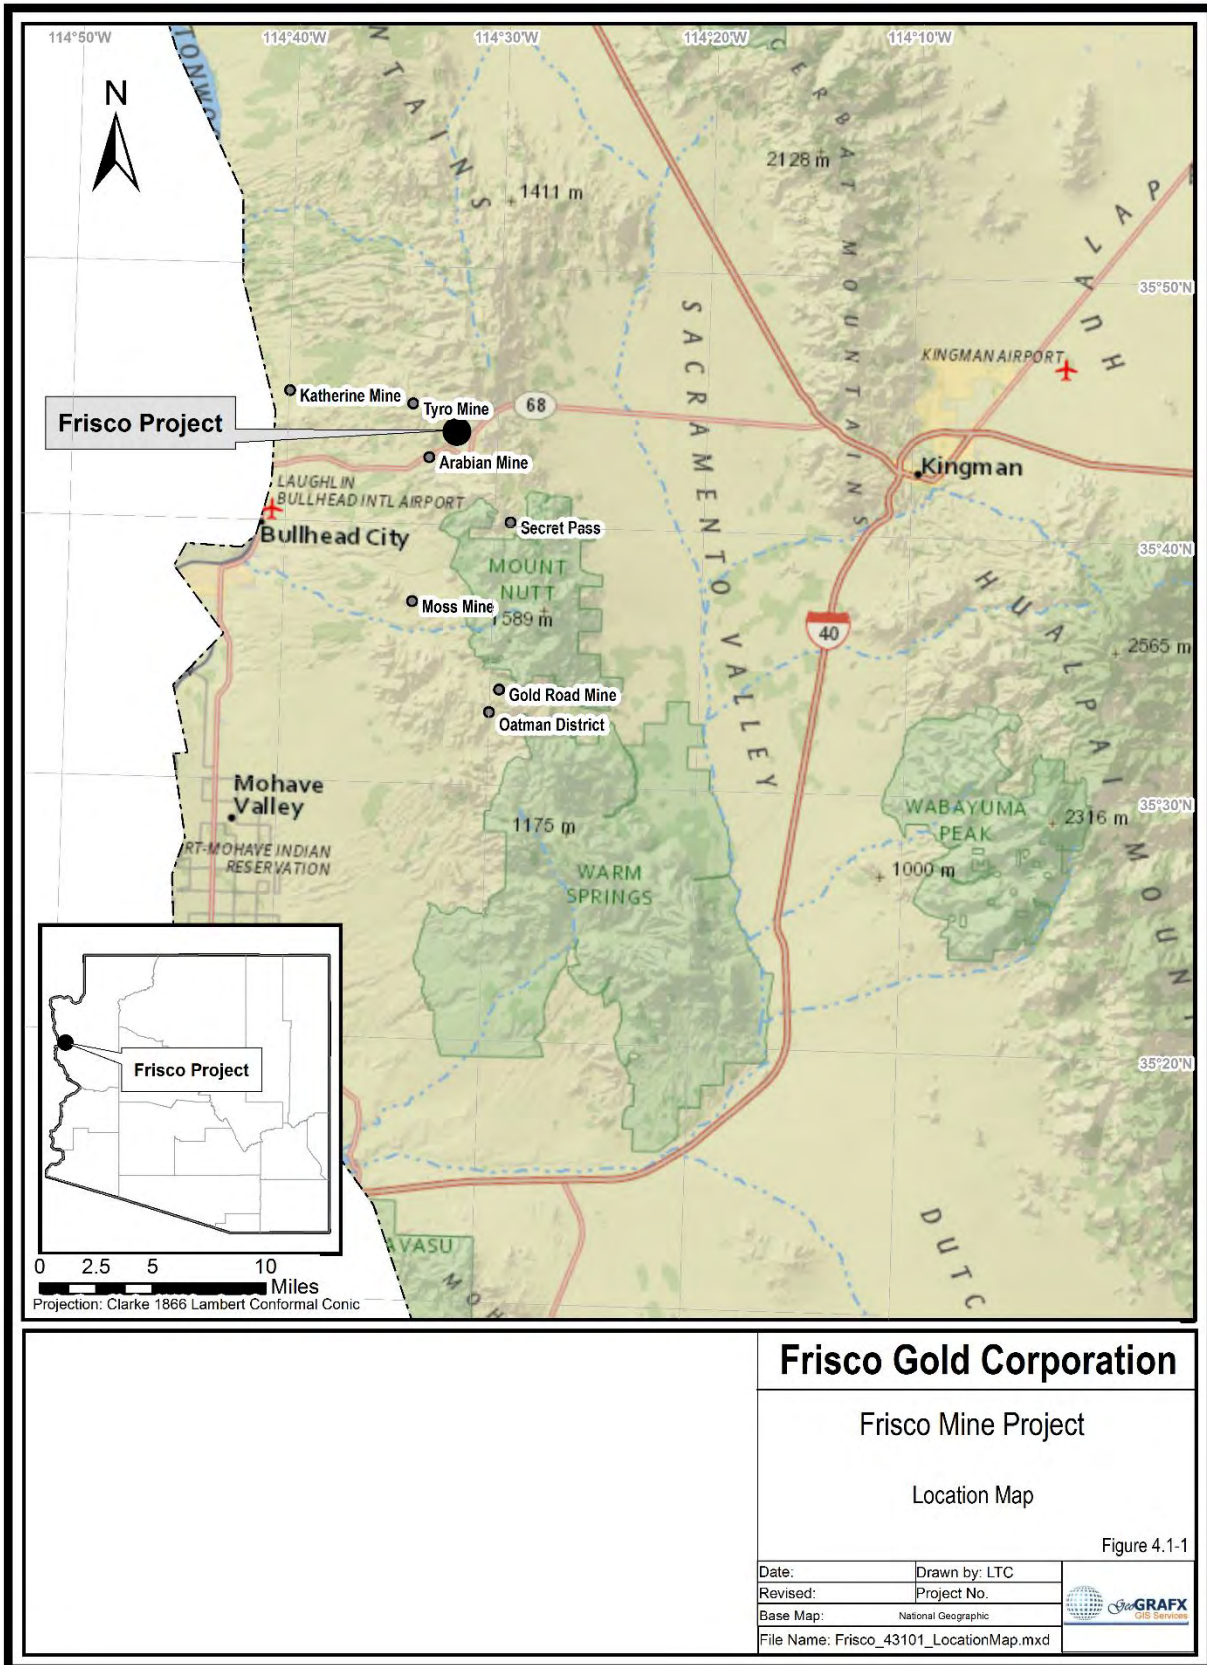 114°50'W
114°40'W
114°30'W
114°20'W
114°10'W
TONWO
N
NTAINS
CERBAT MOUNTAINS
2128 m
1411 m
HUALAPAI
35°50'N
SACRAMENTO VALLEY
KINGMAN AIRPORT
Katherine Mine
Tyro Mine
68
Frisco Project
Arabian Mine
Kingman
LAUGHLIN
BULLHEAD INTL AIRPORT
Bullhead City
Secret Pass
35°40'N
MOUNT
NUTT
Moss Mine
1589 m
40
HUALPAI MOUN
2565 m
Gold Road Mine
Oatman District
Mohave
Valley
35°30'N
WABAYUMA
PEAK
2316 m
1175 m
RT-MOHAVE INDIAN
RESERVATION
1000 m
WARM
SPRINGS
Frisco Project
35°20'N
DUTC
AVASU
MOH
0 2.5 5 10
Miles
Projection: Clarke 1866 Lambert Conformal Conic
Frisco Gold Corporation
Frisco Mine Project
Location Map
Figure 4.1-1
Date:
Drawn by: LTC
Revised:
Project No.
Base Map: National Geographic
File Name: Frisco_43101_LocationMap.mxd
GeoGRAFX
GIS Services